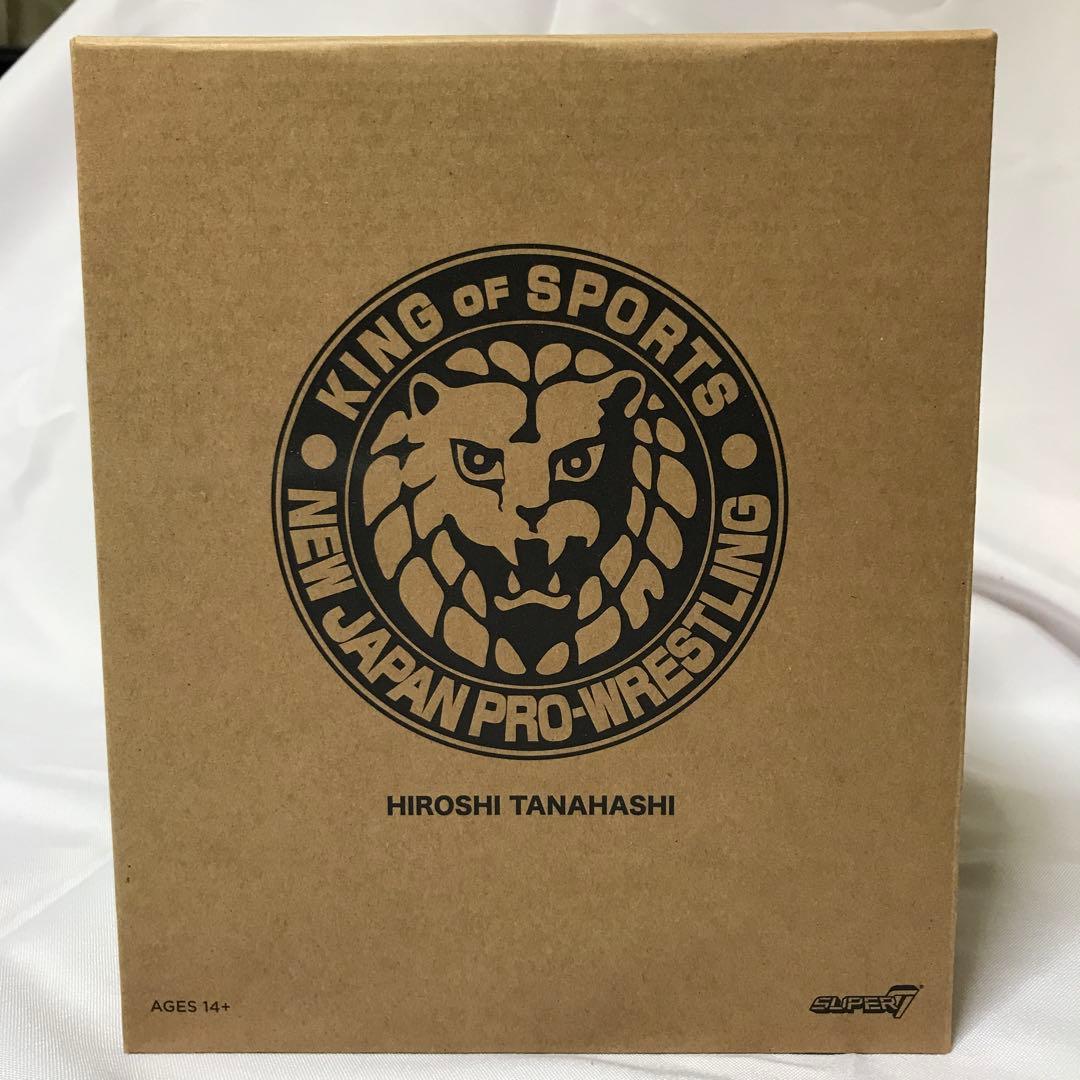 KING OF SPORTS
NEW JAPAN PRO-WRESTLING
HIROSHI TANAHASHI
AGES 14+
SUPER7®